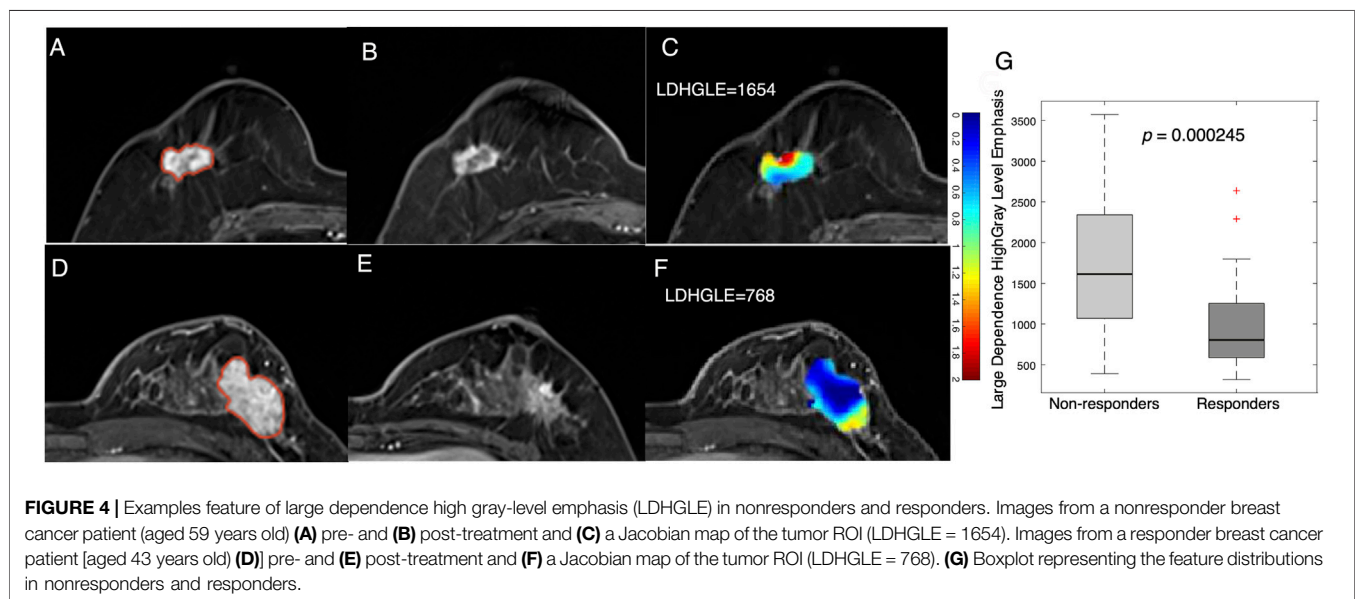 A
B
C
LDHGLE=1654
D
E
F
LDHGLE=768
0
0.2
0.4
0.6
0.8
1
1.2
1.4
1.6
1.8
2
G
Large Dependence HighGray Level Emphasis
3500
3000
2500
2000
1500
1000
500
p = 0.000245
Non-responders
Responders
FIGURE 4 | Examples feature of large dependence high gray-level emphasis (LDHGLE) in nonresponders and responders. Images from a nonresponder breast
cancer patient (aged 59 years old) (A) pre- and (B) post-treatment and (C) a Jacobian map of the tumor ROI (LDHGLE = 1654). Images from a responder breast cancer
patient [aged 43 years old) (D)] pre- and (E) post-treatment and (F) a Jacobian map of the tumor ROI (LDHGLE = 768). (G) Boxplot representing the feature distributions
in nonresponders and responders.